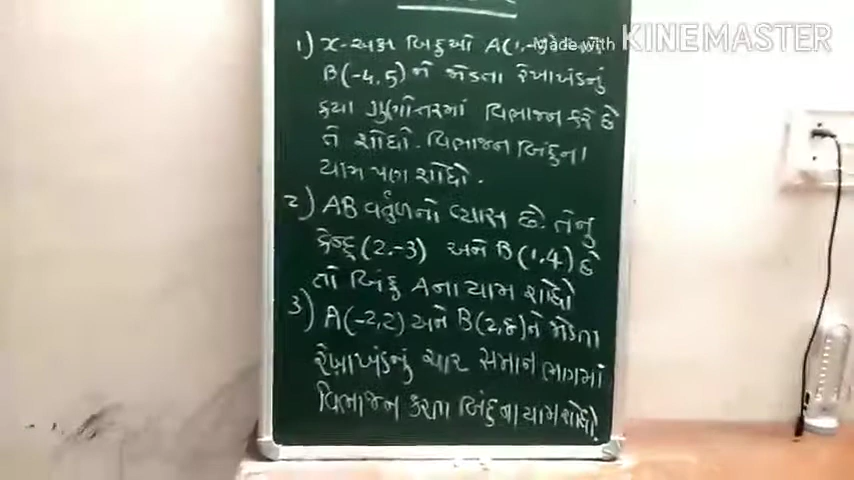 Made with KINEMASTER
1) x-અક્ષ બિંદુઓ A(1,-
B(-4,5) ને જોડતા રેખાખંડનું
કયા ગુણોત્તરમાં વિભાજન કરે છે
તે શોધો. વિભાજન બિંદુના
યામ પણ શોધો.
2) AB વર્તુળનો વ્યાસ છે. તેનું
કેન્દ્ર (2,-3) અને B(1,4) છે
તો બિંદુ A ના યામ શોધો
3) A(-2,2) અને B(2,8) ને જોડતા
રેખાખંડનું ચાર સમાન ભાગમાં
વિભાજન કરતા બિંદુના યામ શોધો.